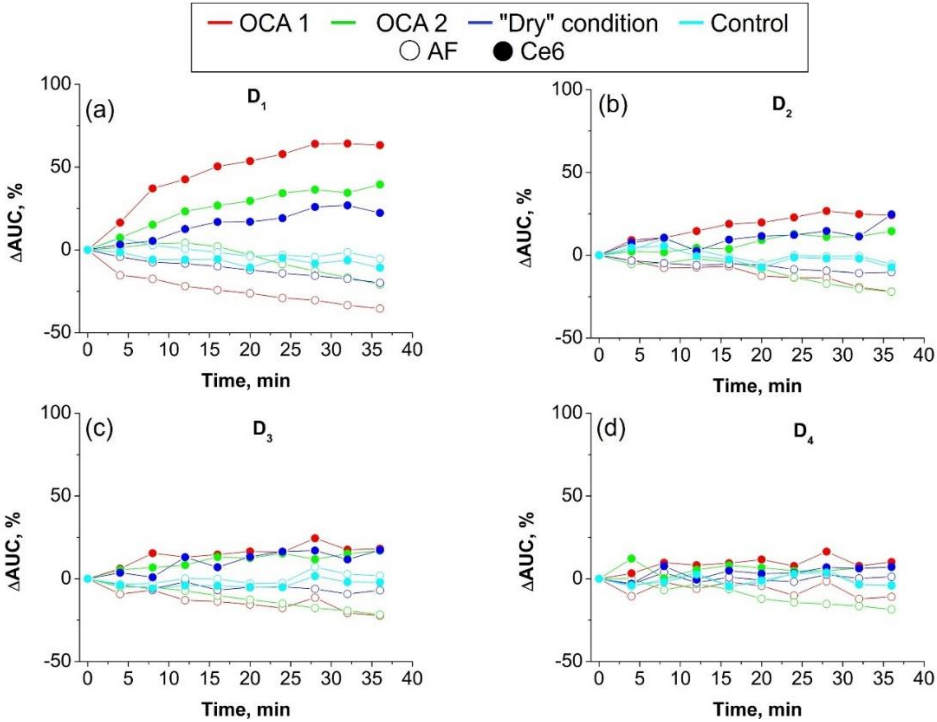 OCA 1 OCA 2 "Dry" condition Control
AF Ce6
(a) D₁
100
50
0
-50
ΔAUC, %
0 5 10 15 20 25 30 35 40
Time, min
(b) D₂
100
50
0
-50
ΔAUC, %
0 5 10 15 20 25 30 35 40
Time, min
(c) D₃
100
50
0
-50
ΔAUC, %
0 5 10 15 20 25 30 35 40
Time, min
(d) D₄
100
50
0
-50
ΔAUC, %
0 5 10 15 20 25 30 35 40
Time, min